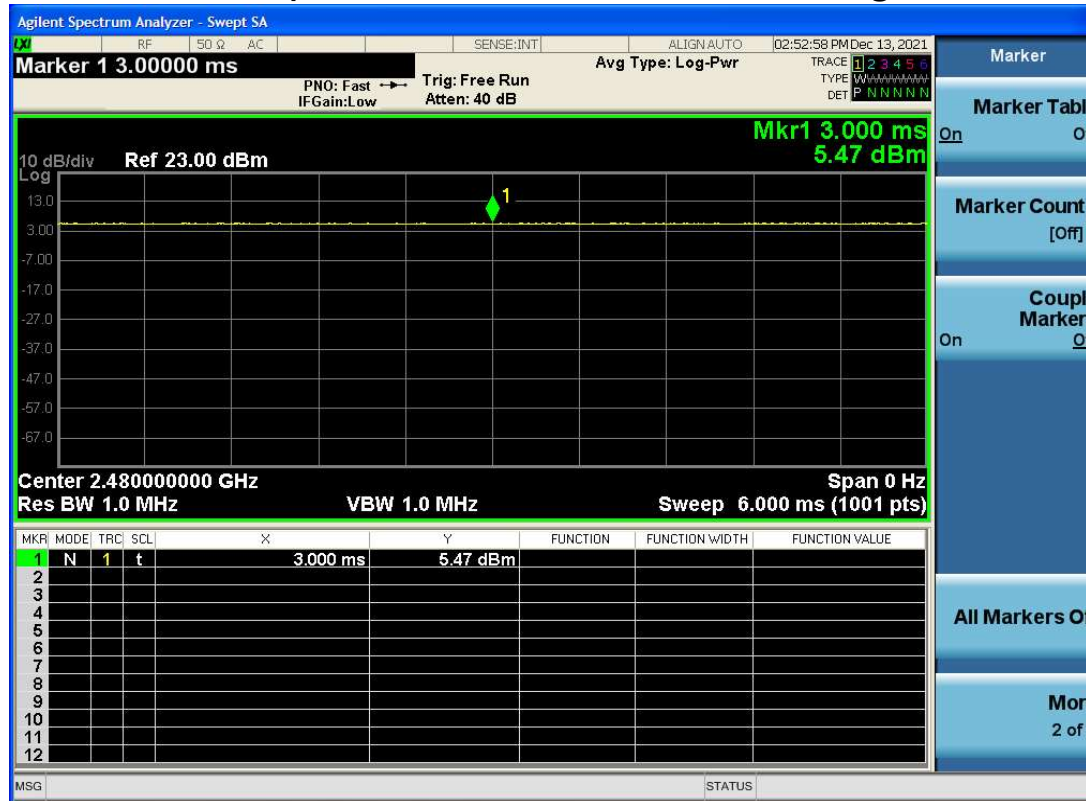 Agilent Spectrum Analyzer - Swept SA
LXI RF 50 Ω AC SENSE:INT ALIGN AUTO 02:52:58 PM Dec 13, 2021
Marker 1 3.00000 ms
PNO: Fast
IFGain:Low
Trig: Free Run
Atten: 40 dB
Avg Type: Log-Pwr
TRACE 1 2 3 4 5 6
TYPE
DET P N N N N N
Mkr1 3.000 ms
5.47 dBm
10 dB/div Ref 23.00 dBm
Log
1
13.0
3.00
-7.00
-17.0
-27.0
-37.0
-47.0
-57.0
-67.0
Center 2.480000000 GHz Span 0 Hz
Res BW 1.0 MHz VBW 1.0 MHz Sweep 6.000 ms (1001 pts)
MKR MODE TRC SCL X Y FUNCTION FUNCTION WIDTH FUNCTION VALUE
1 N 1 t 3.000 ms 5.47 dBm
2
3
4
5
6
7
8
9
10
11
12
MSG STATUS
Marker
Marker Tabl
On O
Marker Count
[Off]
Coupl
Marker
On O
All Markers O
Mor
2 of